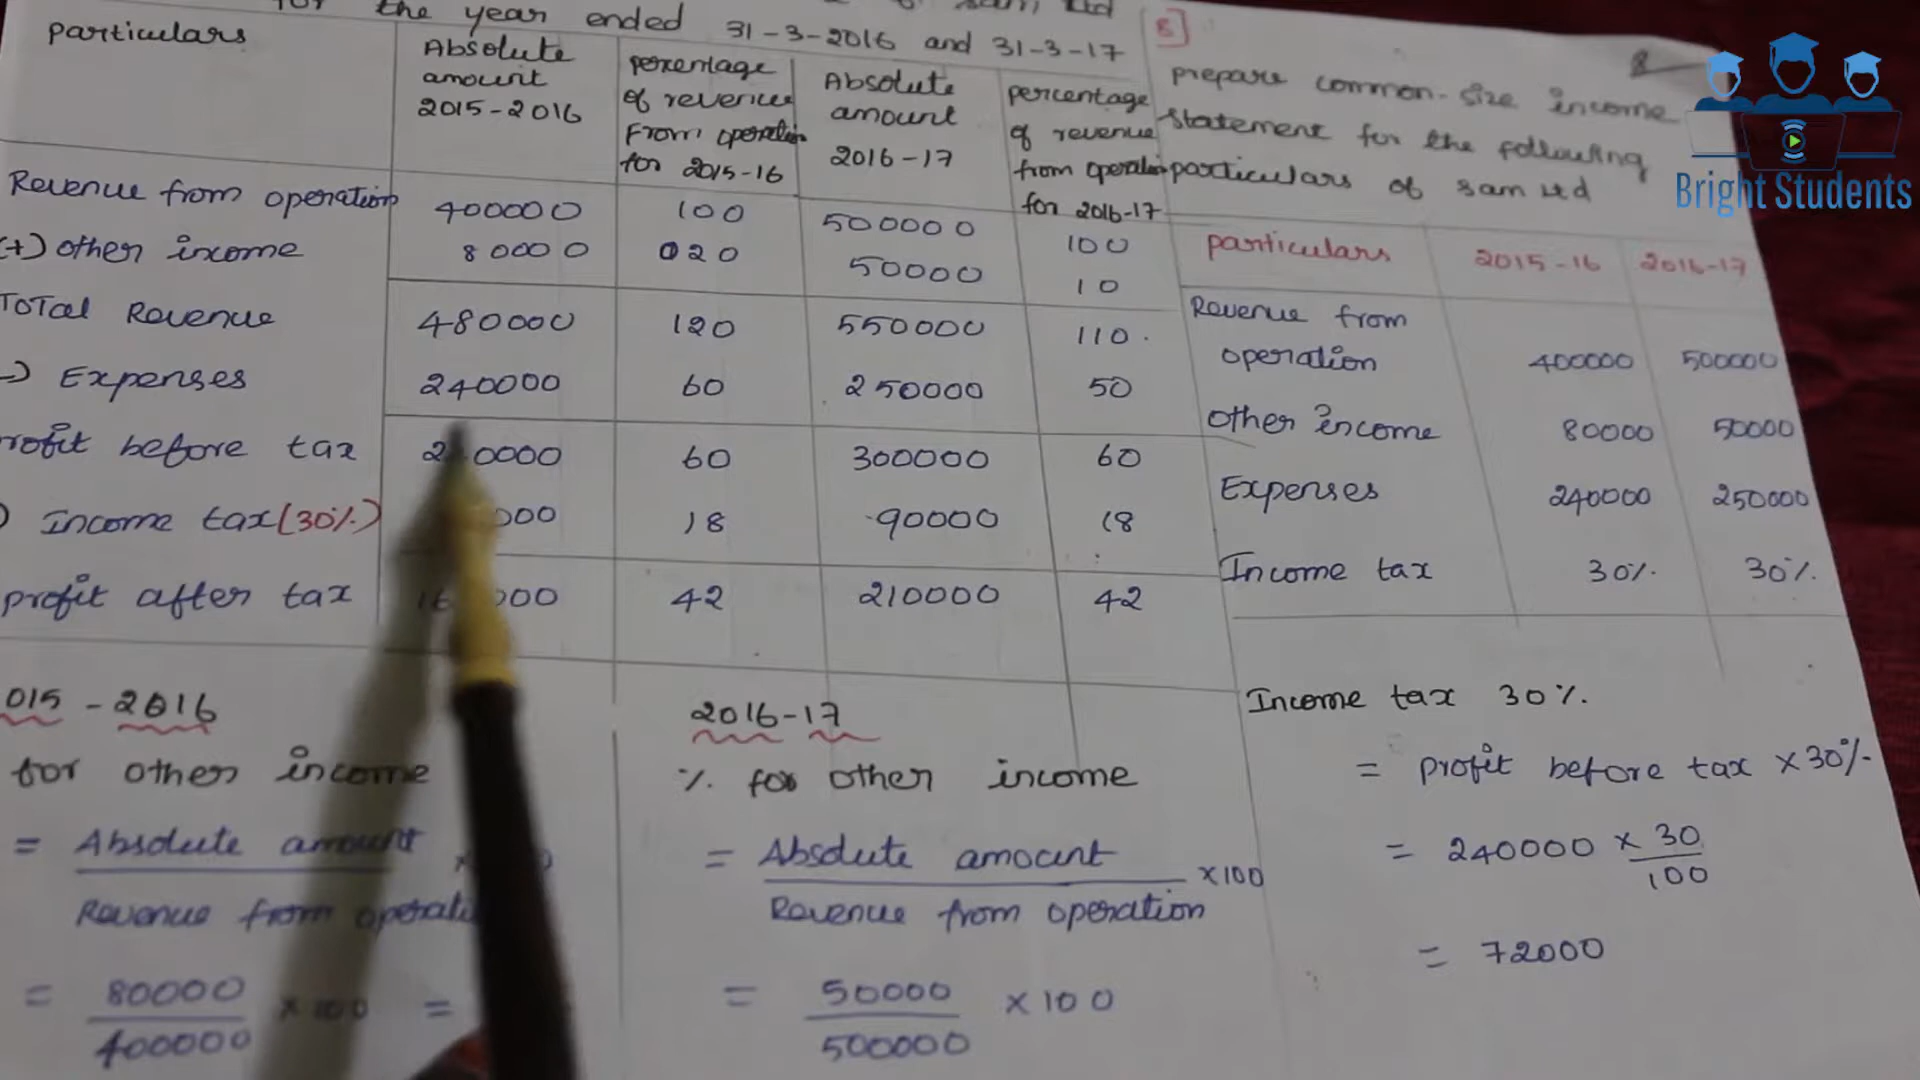 the year ended 31-3-2016 and 31-3-17
particulars
Absolute
amount
2015-2016
percentage
of revenue
From operation
for 2015-16
Absolute
amount
2016-17
percentage
of revenue
from operation
for 2016-17
Revenue from operation 400000 100 500000 100
(+) other income 80000 020 50000 10
Total Revenue 480000 120 550000 110
Expenses 240000 60 250000 50
before tax 60 300000 60
Income tax (30%) 18 90000 18
profit after tax 42 210000 42
015 - 2016
for other income
= Absolute amount
Revenue from
= 80000 × 100 =
400000
2016-17
% for other income
= Absolute amount × 100
Revenue from operation
= 50000 × 100
500000
8
prepare common-size income
statement for the following
particulars of sam ltd
particulars 2015-16 2016-17
Revenue from
operation 400000 500000
Other income 80000 50000
Expenses 240000 250000
Income tax 30% 30%
Income tax 30%.
= profit before tax × 30%
= 240000 × 30
100
= 72000
Bright Students